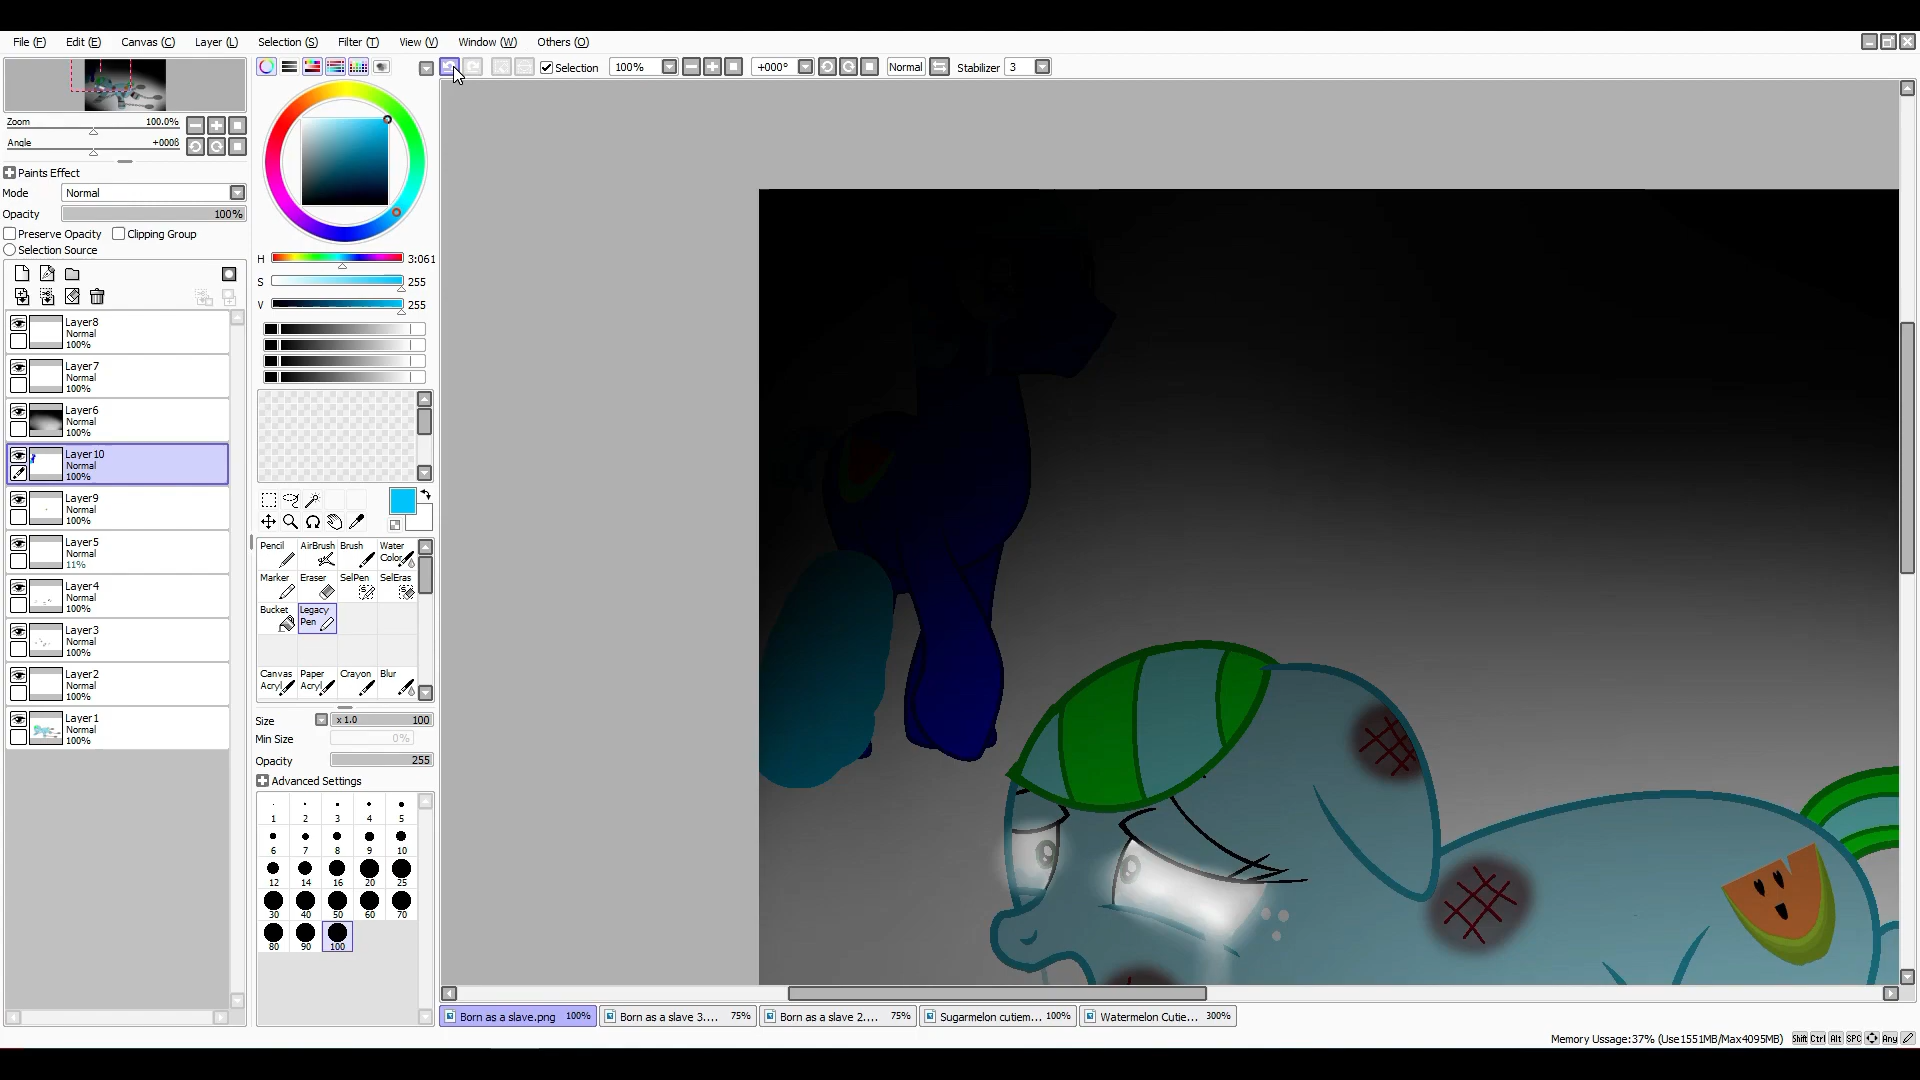 File (F) Edit (E) Canvas (C) Layer (L) Selection (S) Filter (T) View (V) Window (W) Others (O)
Selection 100% +000° Normal Stabilizer 3
Zoom 100.0%
Angle +000ß
Paints Effect
Mode Normal
Opacity 100%
Preserve Opacity Clipping Group
Selection Source
Layer8
Normal
100%
Layer7
Normal
100%
Layer6
Normal
100%
Layer10
Normal
100%
Layer9
Normal
100%
Layer5
Normal
11%
Layer4
Normal
100%
Layer3
Normal
100%
Layer2
Normal
100%
Layer1
Normal
100%
H 3:061
S 255
V 255
Pencil AirBrush Brush Water Color
Marker Eraser SelPen SelEras
Bucket Legacy Pen
Canvas Acryl Paper Acryl Crayon Blur
Size x 1.0 100
Min Size 0%
Opacity 255
Advanced Settings
1 2 3 4 5
6 7 8 9 10
12 14 16 20 25
30 40 50 60 70
80 90 100
Born as a slave.png 100% Born as a slave 3.... 75% Born as a slave 2.... 75% Sugarmelon cutiem... 100% Watermelon Cutie... 300%
Memory Ussage:37% (Use1551MB/Max4095MB) Shift Ctrl Alt SPC Any